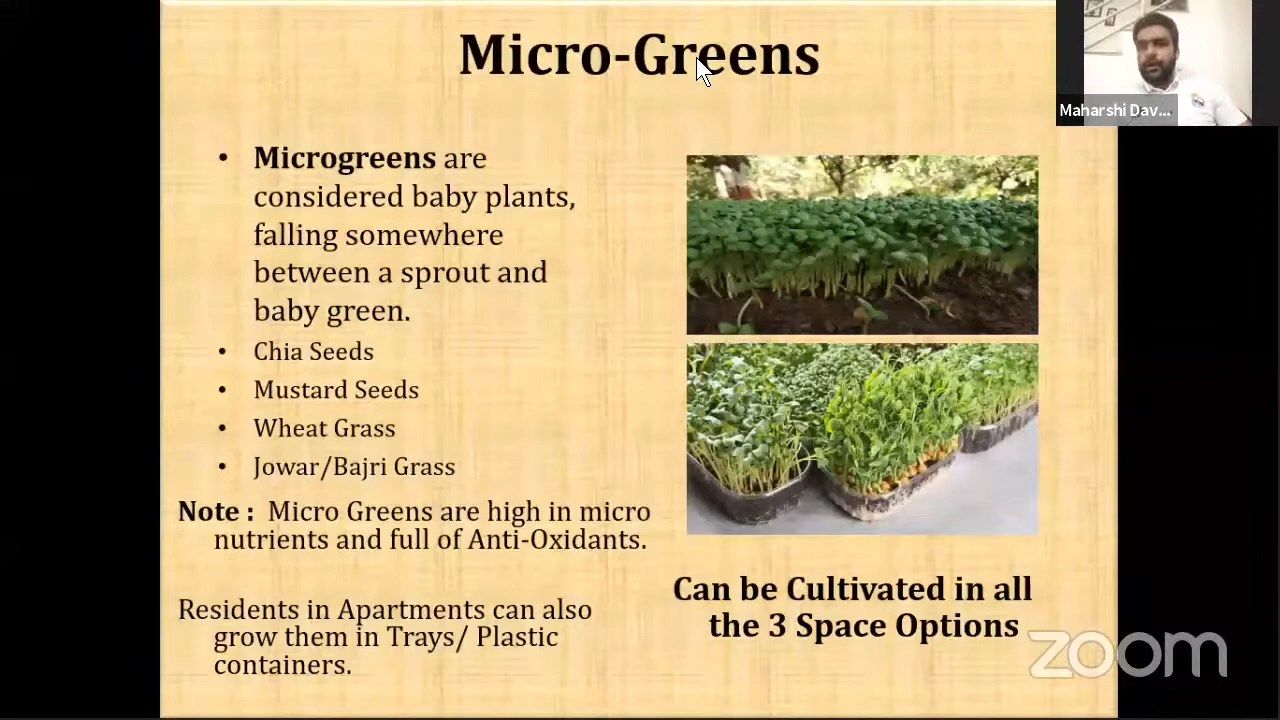 Micro-Greens
Maharshi Dav...
• Microgreens are
considered baby plants,
falling somewhere
between a sprout and
baby green.
• Chia Seeds
• Mustard Seeds
• Wheat Grass
• Jowar/Bajri Grass
Note : Micro Greens are high in micro
nutrients and full of Anti-Oxidants.
Residents in Apartments can also
grow them in Trays/ Plastic
containers.
Can be Cultivated in all
the 3 Space Options
zoom